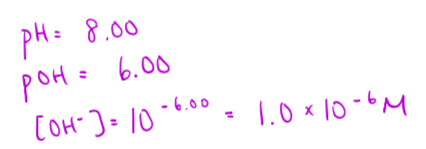 pH = 8.00
pOH = 6.00
[OH⁻] = 10⁻⁶·⁰⁰ = 1.0 × 10⁻⁶ M